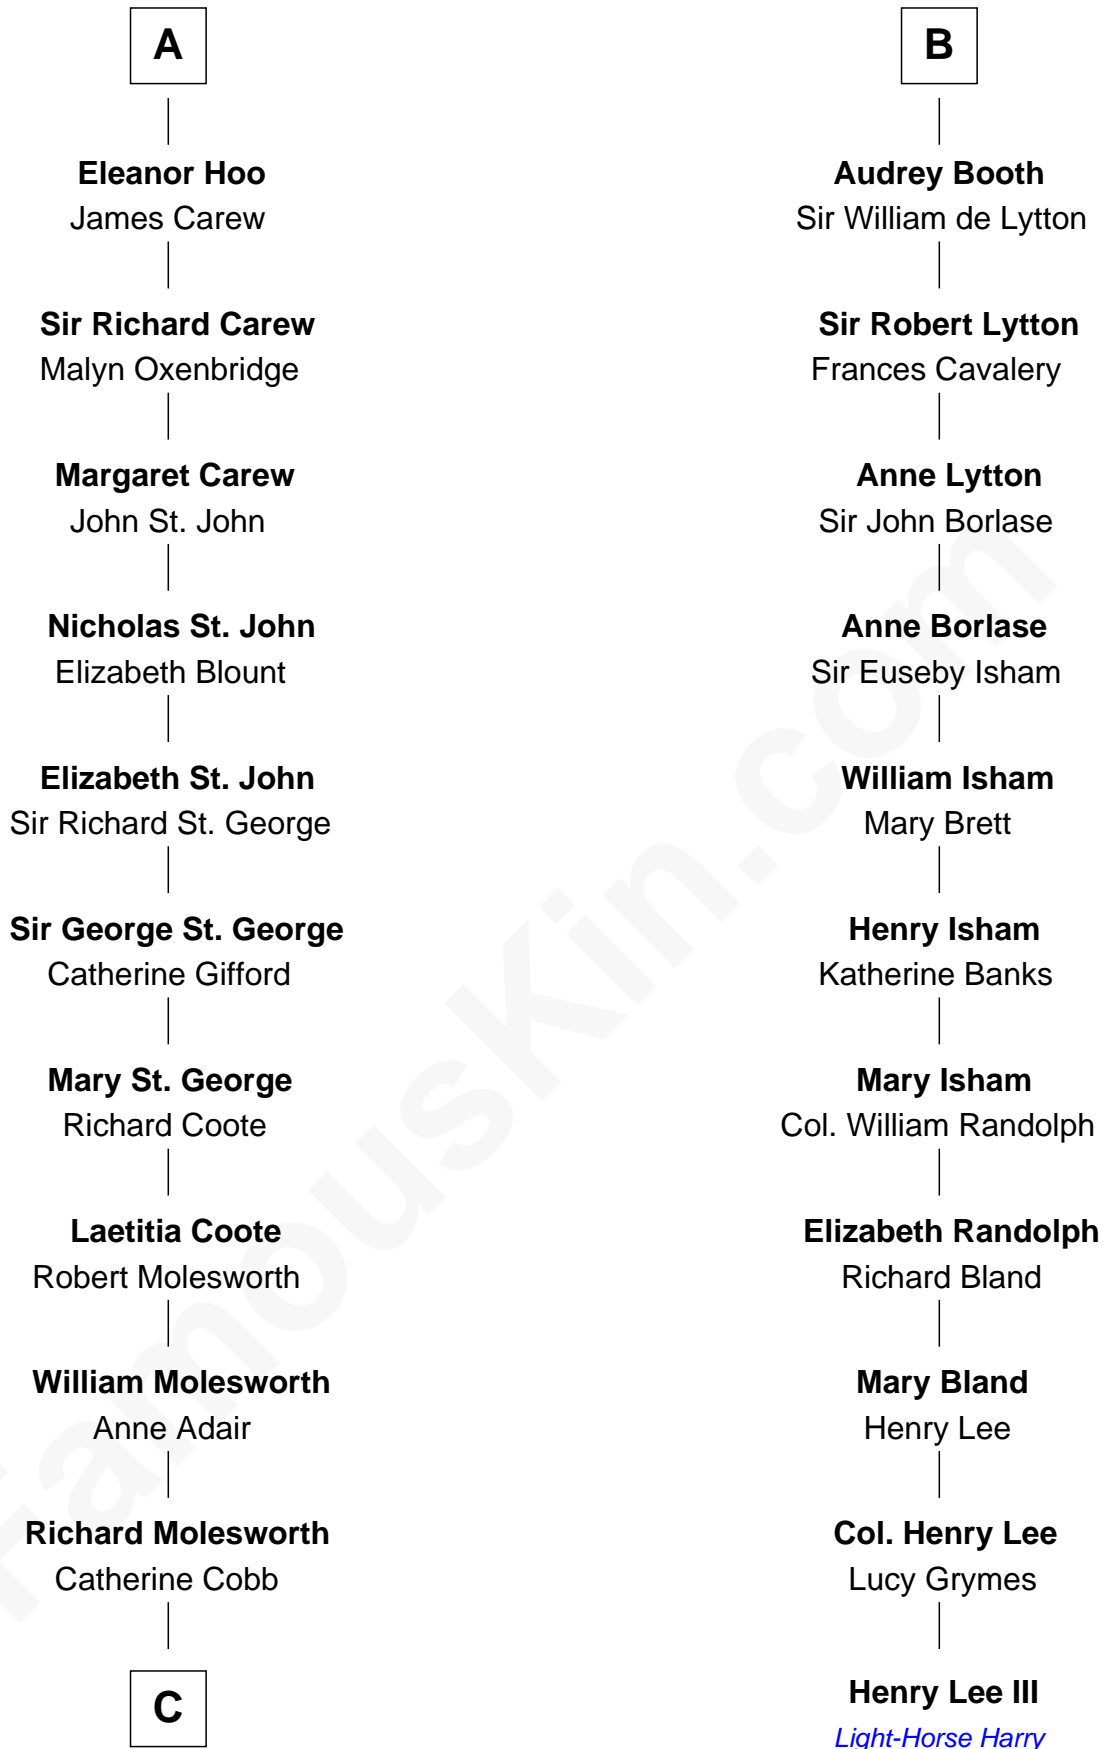 A
Eleanor Hoo
James Carew
Sir Richard Carew
Malyn Oxenbridge
Margaret Carew
John St. John
Nicholas St. John
Elizabeth Blount
Elizabeth St. John
Sir Richard St. George
Sir George St. George
Catherine Gifford
Mary St. George
Richard Coote
Laetitia Coote
Robert Molesworth
William Molesworth
Anne Adair
Richard Molesworth
Catherine Cobb
C
B
Audrey Booth
Sir William de Lytton
Sir Robert Lytton
Frances Cavalery
Anne Lytton
Sir John Borlase
Anne Borlase
Sir Euseby Isham
William Isham
Mary Brett
Henry Isham
Katherine Banks
Mary Isham
Col. William Randolph
Elizabeth Randolph
Richard Bland
Mary Bland
Henry Lee
Col. Henry Lee
Lucy Grymes
Henry Lee III
Light-Horse Harry
FamousKin.com